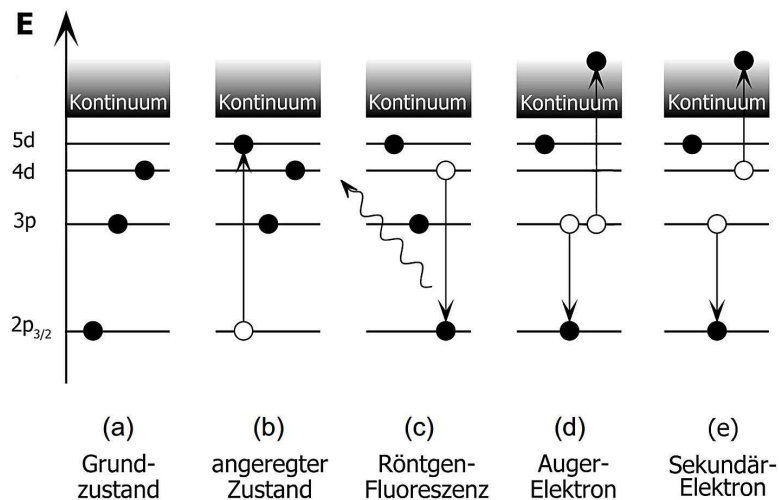 E
Kontinuum Kontinuum Kontinuum Kontinuum Kontinuum
5d
4d
3p
2p3/2
(a) (b) (c) (d) (e)
Grund- angeregter Röntgen- Auger- Sekundär-
zustand Zustand Fluoreszenz Elektron Elektron